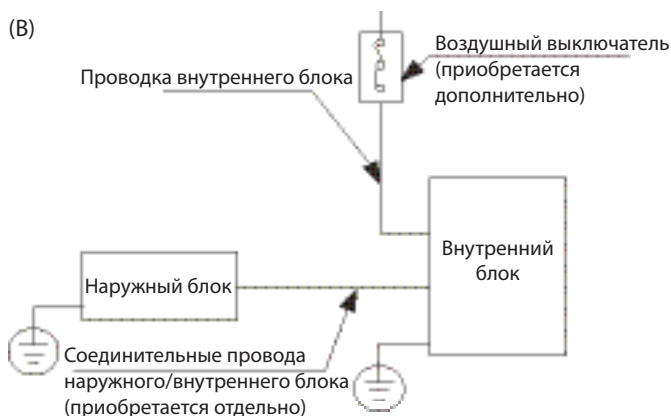 (B)
Воздушный выключатель
(приобретается
дополнительно)
Проводка внутреннего блока
Внутренний
блок
Наружный блок
Соединительные провода
наружного/внутреннего блока
(приобретается отдельно)